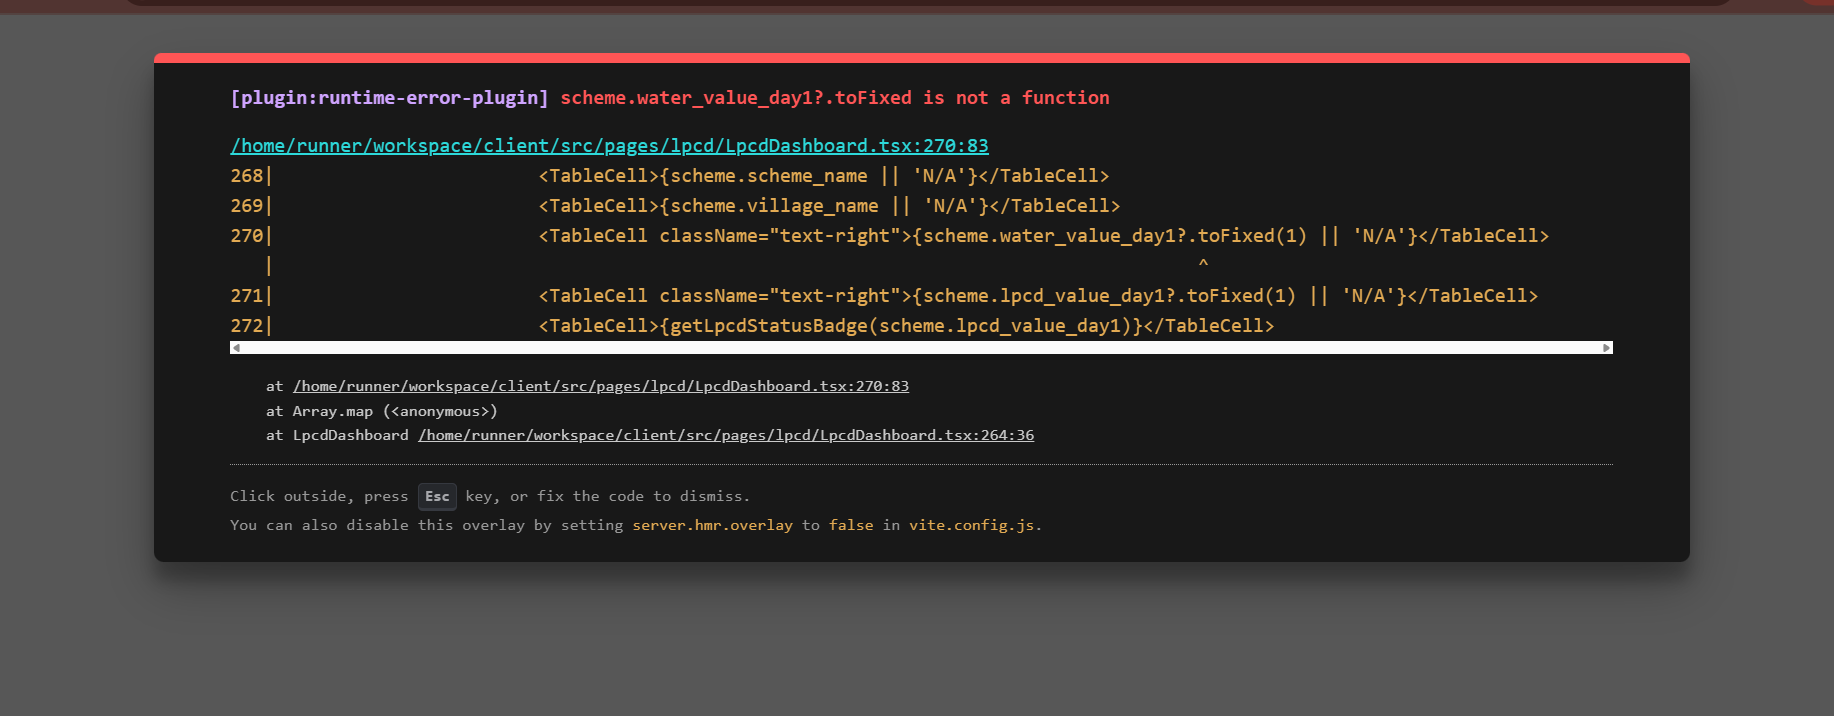 [plugin:runtime-error-plugin] scheme.water_value_day1?.toFixed is not a function
/home/runner/workspace/client/src/pages/lpcd/LpcdDashboard.tsx:270:83
268|                         <TableCell>{scheme.scheme_name || 'N/A'}</TableCell>
269|                         <TableCell>{scheme.village_name || 'N/A'}</TableCell>
270|                         <TableCell className="text-right">{scheme.water_value_day1?.toFixed(1) || 'N/A'}</TableCell>
   |                                                                                     ^
271|                         <TableCell className="text-right">{scheme.lpcd_value_day1?.toFixed(1) || 'N/A'}</TableCell>
272|                         <TableCell>{getLpcdStatusBadge(scheme.lpcd_value_day1)}</TableCell>
at /home/runner/workspace/client/src/pages/lpcd/LpcdDashboard.tsx:270:83
at Array.map (<anonymous>)
at LpcdDashboard /home/runner/workspace/client/src/pages/lpcd/LpcdDashboard.tsx:264:36
Click outside, press Esc key, or fix the code to dismiss.
You can also disable this overlay by setting server.hmr.overlay to false in vite.config.js.